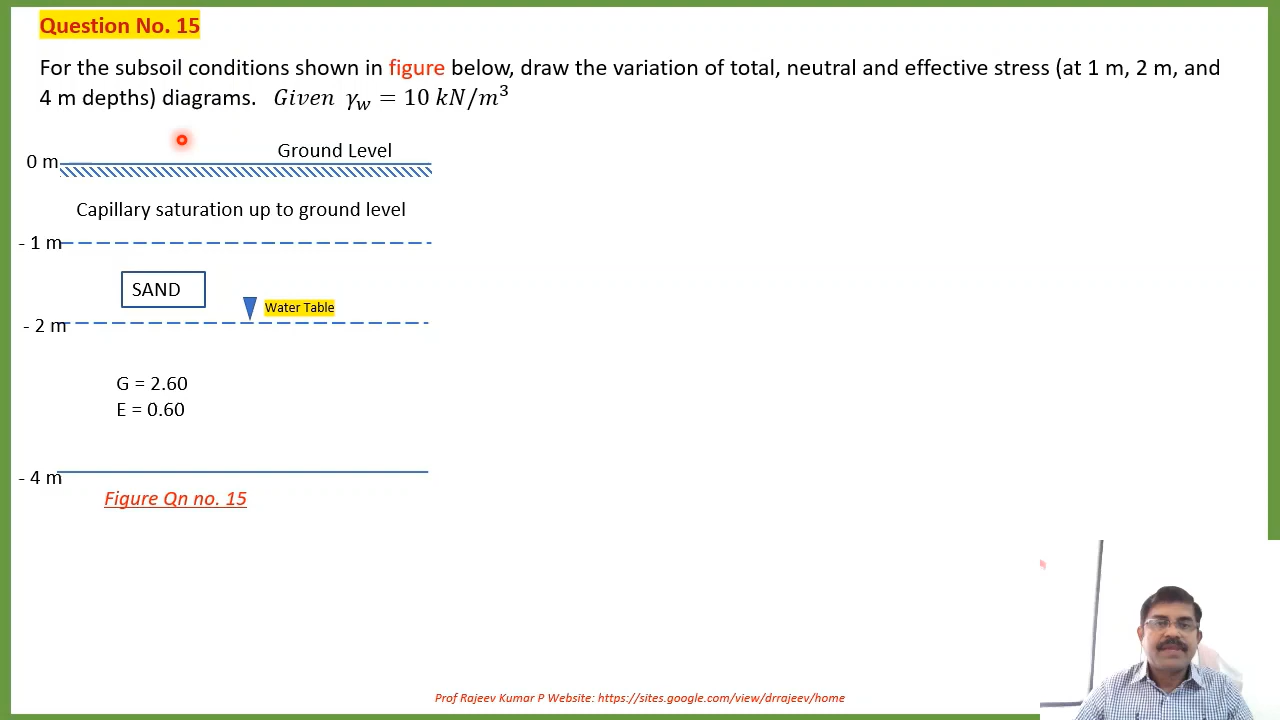 Question No. 15
For the subsoil conditions shown in figure below, draw the variation of total, neutral and effective stress (at 1 m, 2 m, and
4 m depths) diagrams. Given γw = 10 kN/m³
Ground Level
0 m
Capillary saturation up to ground level
- 1 m
SAND
Water Table
- 2 m
G = 2.60
E = 0.60
- 4 m
Figure Qn no. 15
Prof Rajeev Kumar P Website: https://sites.google.com/view/drrajeev/home